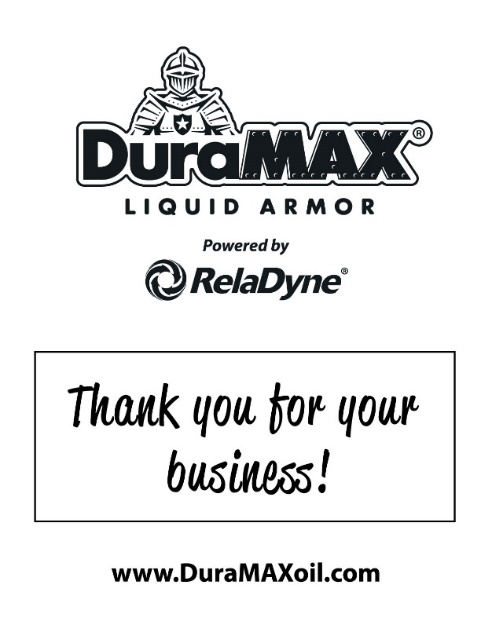 DuraMAX®
LIQUID ARMOR
Powered by
RelaDyne®
Thank you for your
business!
www.DuraMAXoil.com